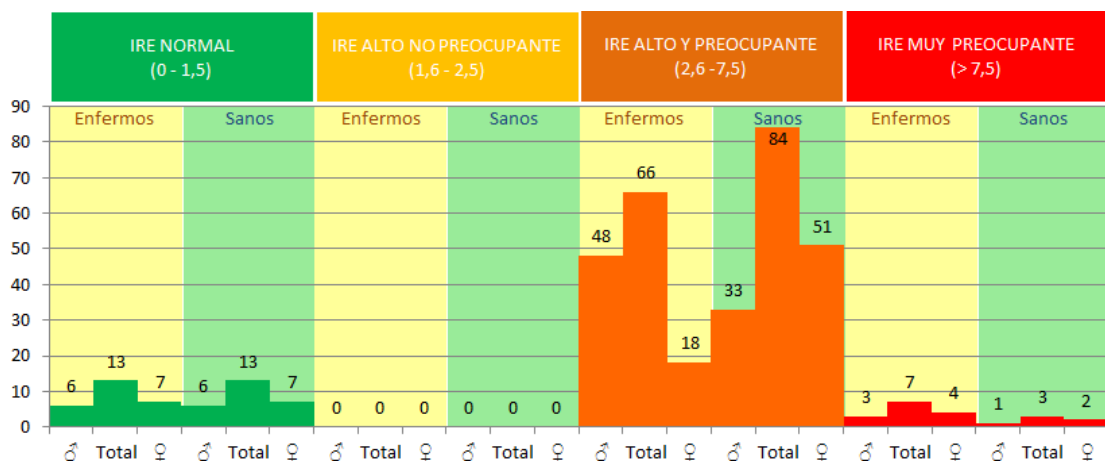 IRE NORMAL
(0 - 1,5)
IRE ALTO NO PREOCUPANTE
(1,6 - 2,5)
IRE ALTO Y PREOCUPANTE
(2,6 -7,5)
IRE MUY PREOCUPANTE
(> 7,5)
Enfermos Sanos Enfermos Sanos Enfermos Sanos Enfermos Sanos
90
80
70
60
50
40
30
20
10
0
6 13 7 6 13 7 0 0 0 0 0 0 48 66 18 33 84 51 3 7 4 1 3 2
♂ Total ♀ ♂ Total ♀ ♂ Total ♀ ♂ Total ♀ ♂ Total ♀ ♂ Total ♀ ♂ Total ♀ ♂ Total ♀